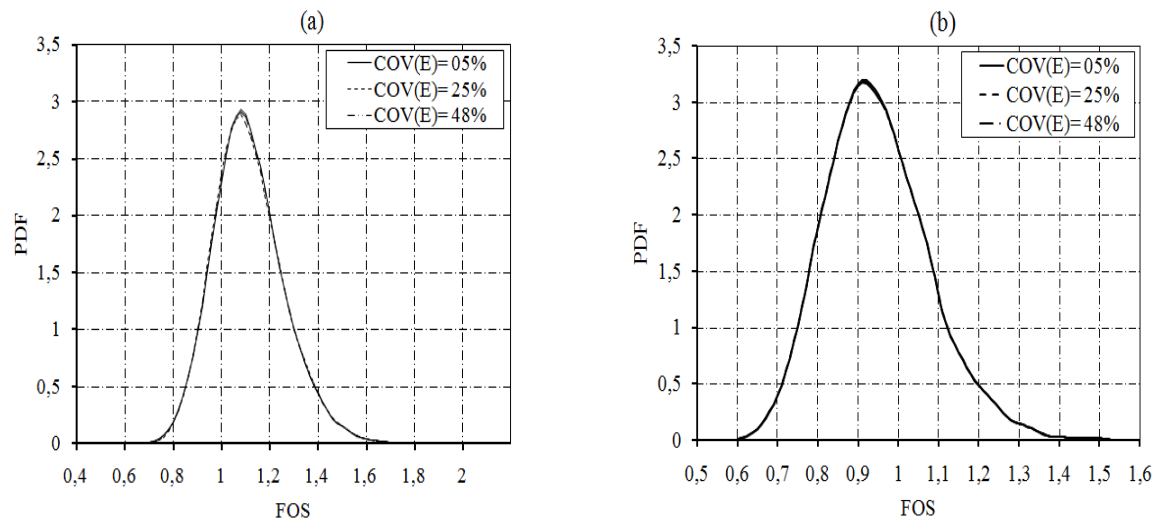 (a)
3,5
3
2,5
2
1,5
1
0,5
0
PDF
0,4 0,6 0,8 1 1,2 1,4 1,6 1,8 2
FOS
COV(E)= 05%
COV(E)= 25%
COV(E)= 48%
(b)
3,5
3
2,5
2
1,5
1
0,5
0
PDF
0,5 0,6 0,7 0,8 0,9 1 1,1 1,2 1,3 1,4 1,5 1,6
FOS
COV(E)= 05%
COV(E)= 25%
COV(E)= 48%